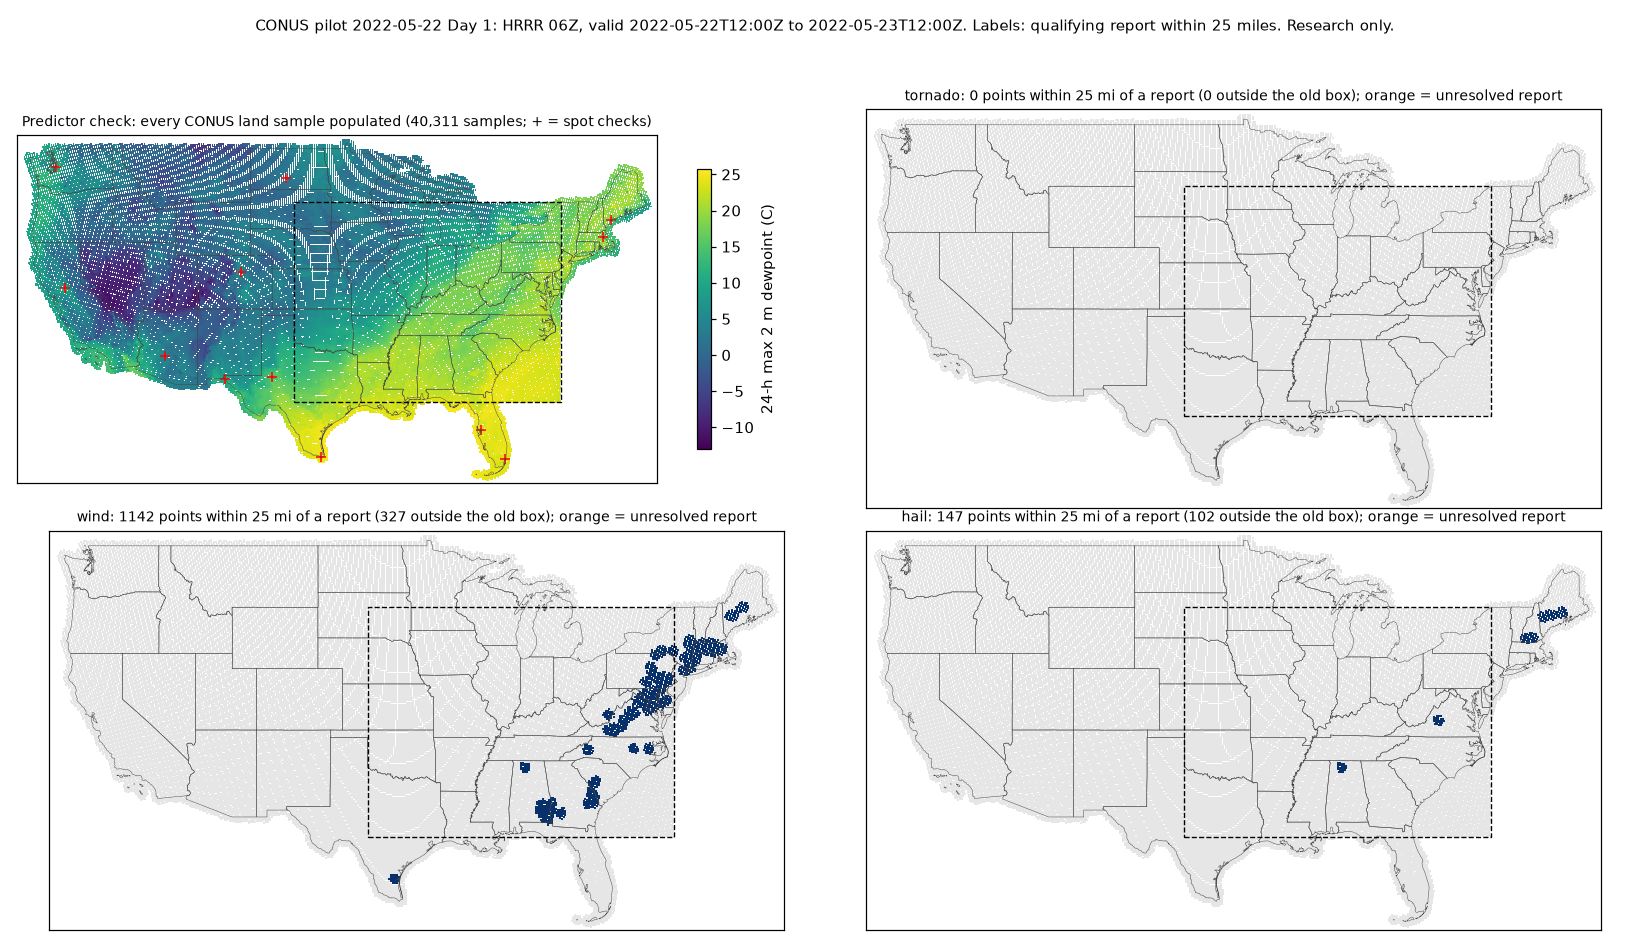 CONUS pilot 2022-05-22 Day 1: HRRR 06Z, valid 2022-05-22T12:00Z to 2022-05-23T12:00Z. Labels: qualifying report within 25 miles. Research only.
Predictor check: every CONUS land sample populated (40,311 samples; + = spot checks)
25
20
15
10
5
0
−5
−10
24-h max 2 m dewpoint (C)
tornado: 0 points within 25 mi of a report (0 outside the old box); orange = unresolved report
wind: 1142 points within 25 mi of a report (327 outside the old box); orange = unresolved report
hail: 147 points within 25 mi of a report (102 outside the old box); orange = unresolved report